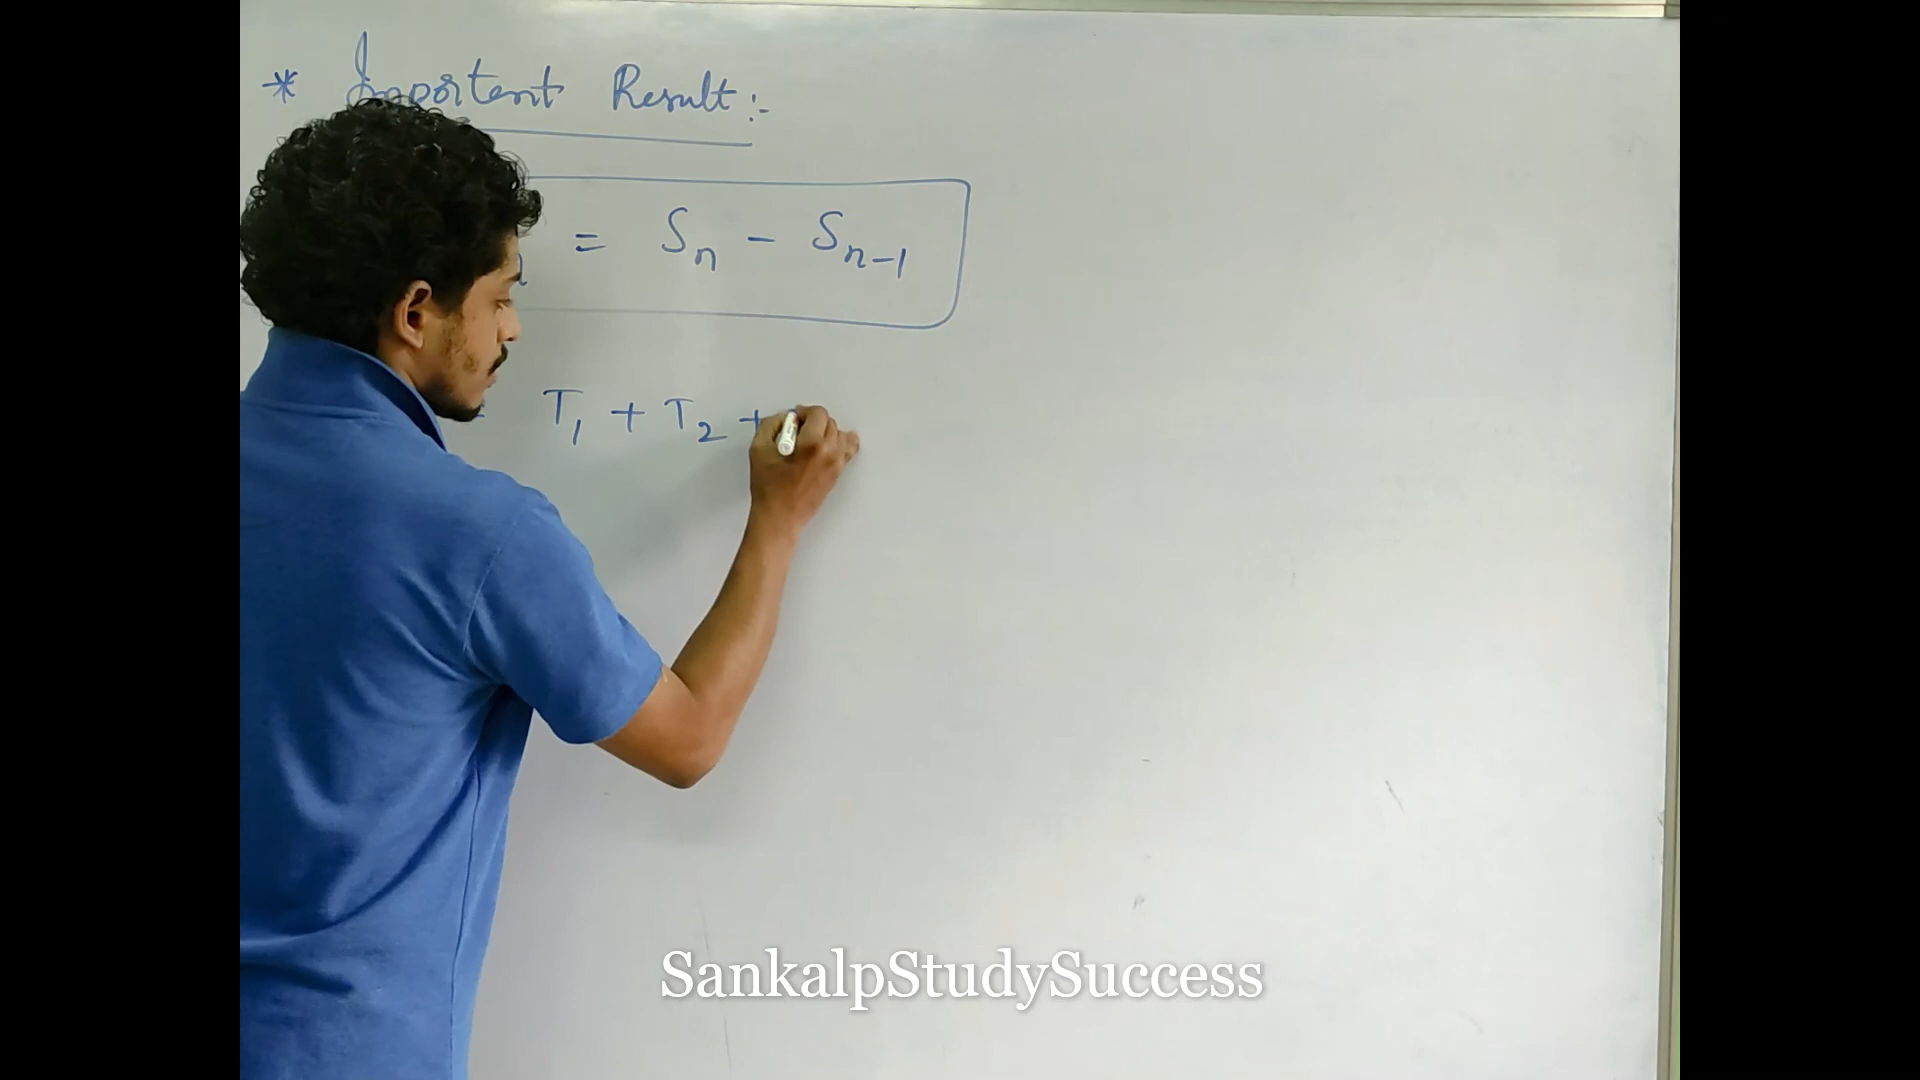 * Important Result:-
= Sₙ - Sₙ₋₁
T₁ + T₂ +
SankalpStudySuccess